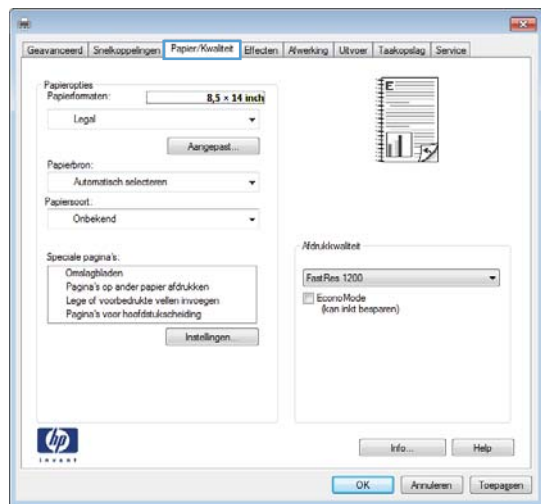 Geavanceerd Snelkoppelingen Papier/Kwaliteit Effecten Afwerking Uitvoer Taakopslag Service
Papieropties
Papierformaten: 8,5 × 14 inch
Legal
Aangepast...
Papierbron:
Automatisch selecteren
Papiersoort:
Onbekend
Speciale pagina's:
Omslagbladen
Pagina's op ander papier afdrukken
Lege of voorbedrukte vellen invoegen
Pagina's voor hoofdstukscheiding
Instellingen...
E
Afdrukkwaliteit
FastRes 1200
EconoMode
(kan inkt besparen)
hp
invent
Info... Help
OK Annuleren Toepassen